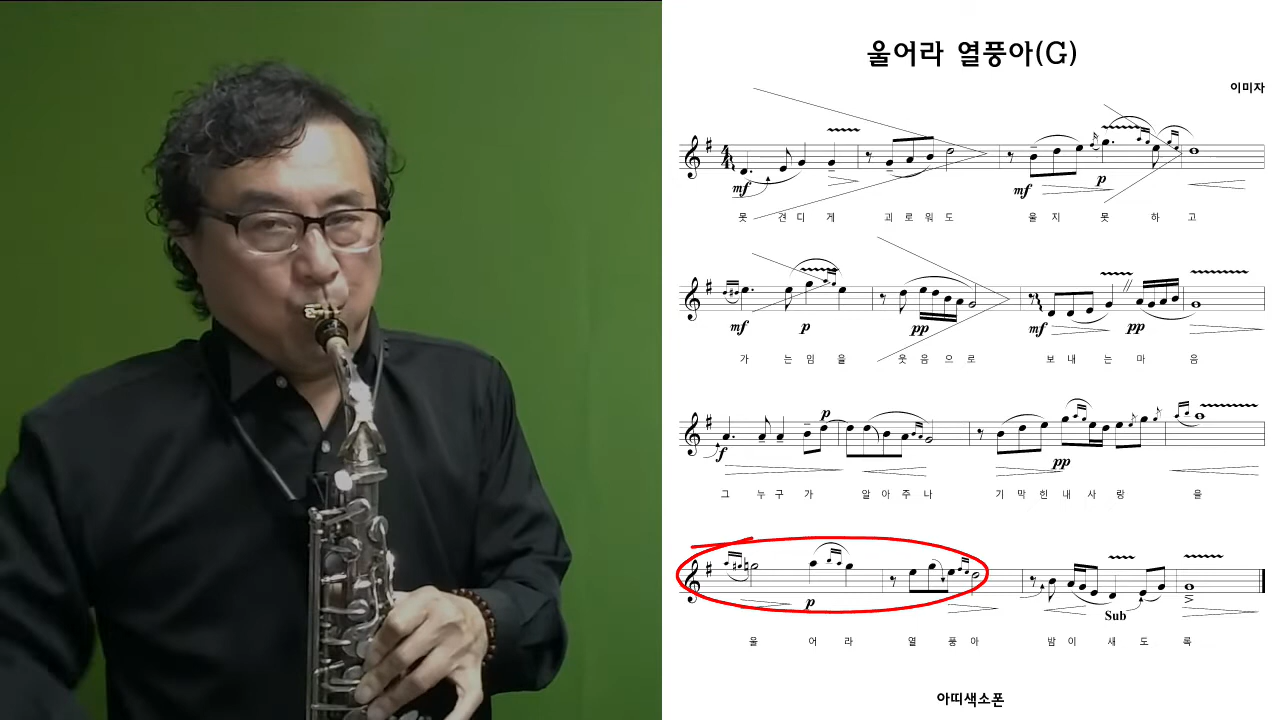 울어라 열풍아(G)
이미자
mf mf p
못 견 디 게 괴 로 워 도 울 지 못 하 고
mf p pp mf pp
가 는 임 을 웃 음 으 로 보 내 는 마 음
p
f pp
그 누 구 가 알 아 주 나 기 막 힌 내 사 랑 을
p Sub
울 어 라 열 풍 아 밤 이 새 도 록
아띠색소폰